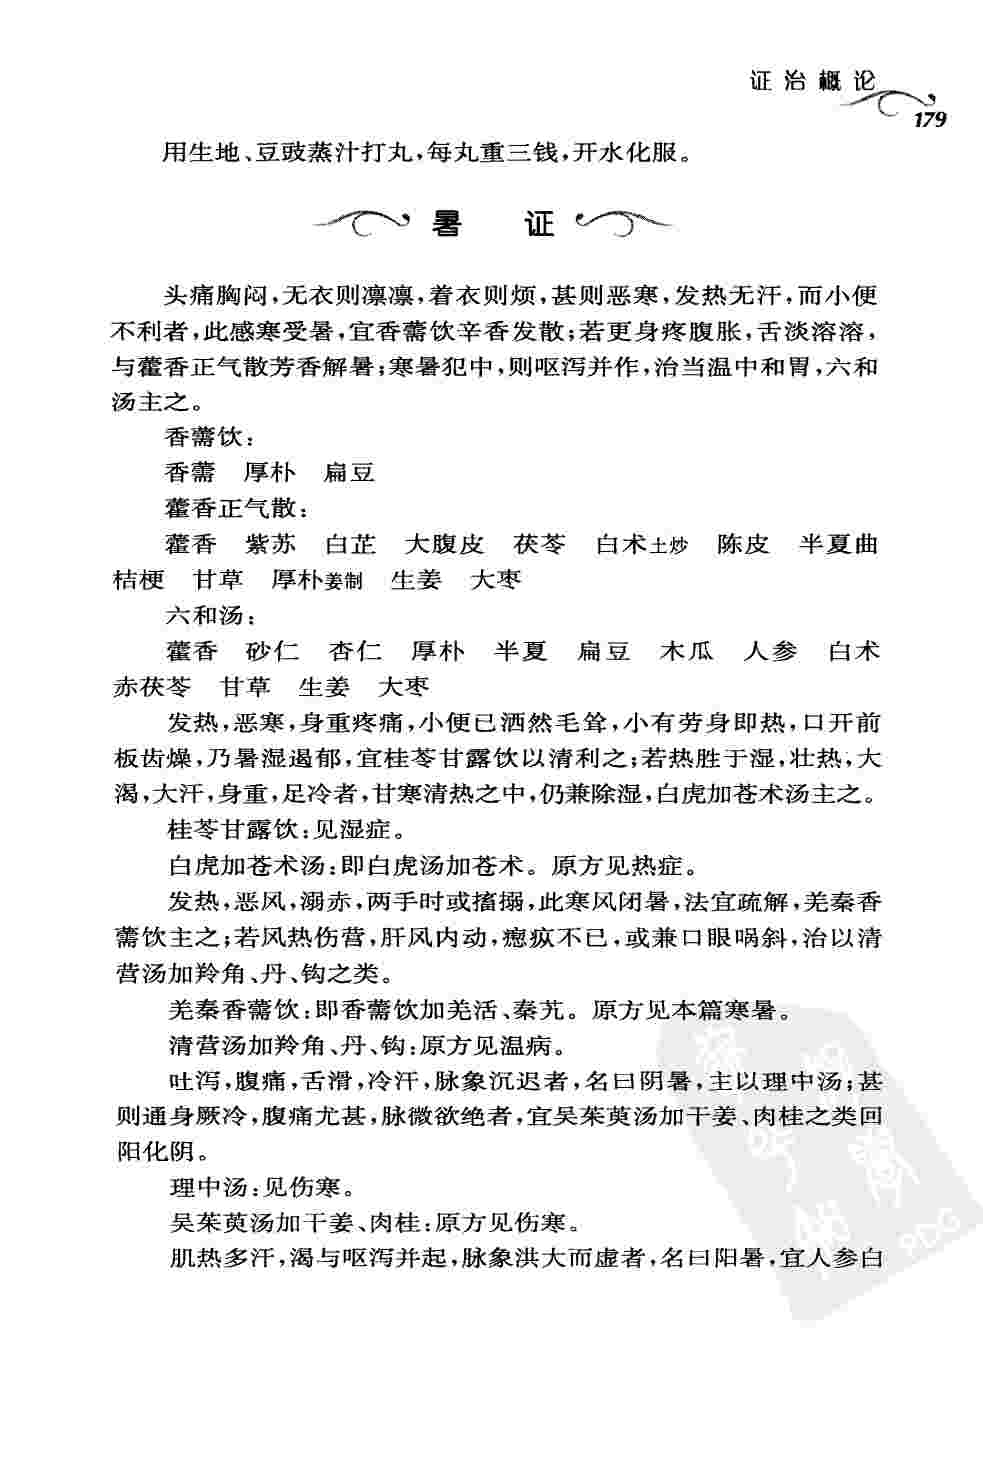 证治概论
179
用生地、豆豉蒸汁打丸，每丸重三钱，开水化服。
暑　证
头痛胸闷，无衣则凛凛，着衣则烦，甚则恶寒，发热无汗，而小便
不利者，此感寒受暑，宜香薷饮辛香发散；若更身疼腹胀，舌淡溶溶，
与藿香正气散芳香解暑；寒暑犯中，则呕泻并作，治当温中和胃，六和
汤主之。
香薷饮：
香薷　厚朴　扁豆
藿香正气散：
藿香　紫苏　白芷　大腹皮　茯苓　白术土炒　陈皮　半夏曲
桔梗　甘草　厚朴姜制　生姜　大枣
六和汤：
藿香　砂仁　杏仁　厚朴　半夏　扁豆　木瓜　人参　白术
赤茯苓　甘草　生姜　大枣
发热，恶寒，身重疼痛，小便已洒然毛耸，小有劳身即热，口开前
板齿燥，乃暑湿遏郁，宜桂苓甘露饮以清利之；若热胜于湿，壮热，大
渴，大汗，身重，足冷者，甘寒清热之中，仍兼除湿，白虎加苍术汤主之。
桂苓甘露饮：见湿症。
白虎加苍术汤：即白虎汤加苍术。原方见热症。
发热，恶风，溺赤，两手时或搐搦，此寒风闭暑，法宜疏解，羌秦香
薷饮主之；若风热伤营，肝风内动，瘛疭不已，或兼口眼㖞斜，治以清
营汤加羚角、丹、钩之类。
羌秦香薷饮：即香薷饮加羌活、秦艽。原方见本篇寒暑。
清营汤加羚角、丹、钩：原方见温病。
吐泻，腹痛，舌滑，冷汗，脉象沉迟者，名曰阴暑，主以理中汤；甚
则通身厥冷，腹痛尤甚，脉微欲绝者，宜吴茱萸汤加干姜、肉桂之类回
阳化阴。
理中汤：见伤寒。
吴茱萸汤加干姜、肉桂：原方见伤寒。
肌热多汗，渴与呕泻并起，脉象洪大而虚者，名曰阳暑，宜人参白
PDG